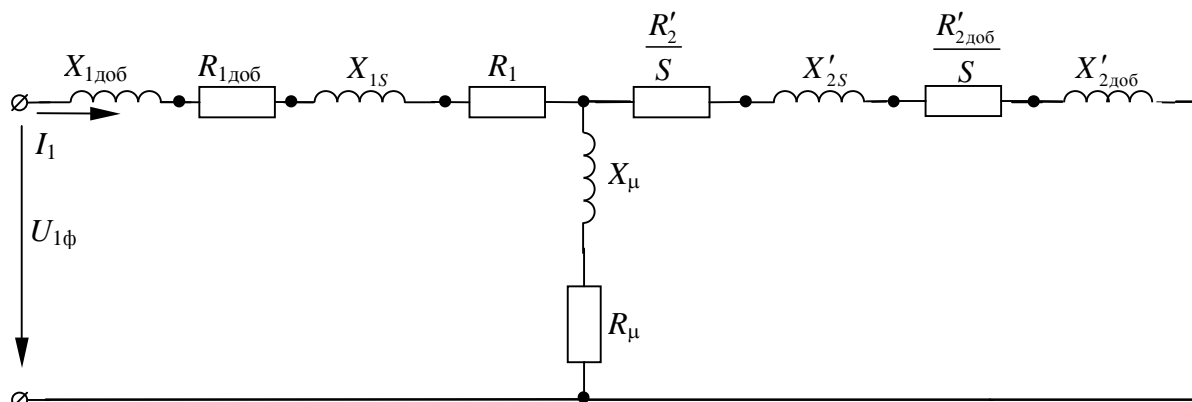 X1доб
R1доб
X1S
R1
R′2
S
X′2S
R′2доб
S
X′2доб
I1
U1ф
Xμ
Rμ